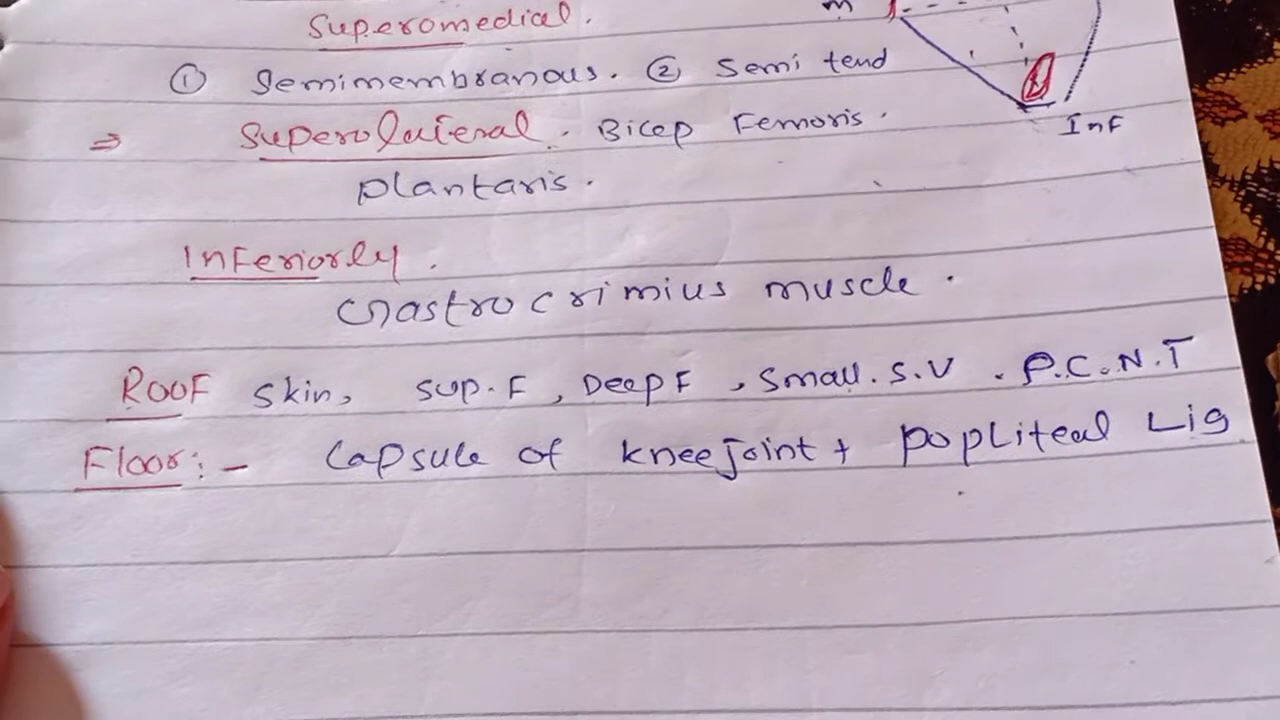 Superomedical.
m
① Semimembranous. ② Semi tend
⇒ Superolateral. Bicep Femoris.
Inf
plantaris.
Inferiorly.
Gastrocrimius muscle.
Roof skin, sup.F, Deep F, small.S.V. P.C.N.T
Floor:- capsule of kneejoint + popliteal Lig